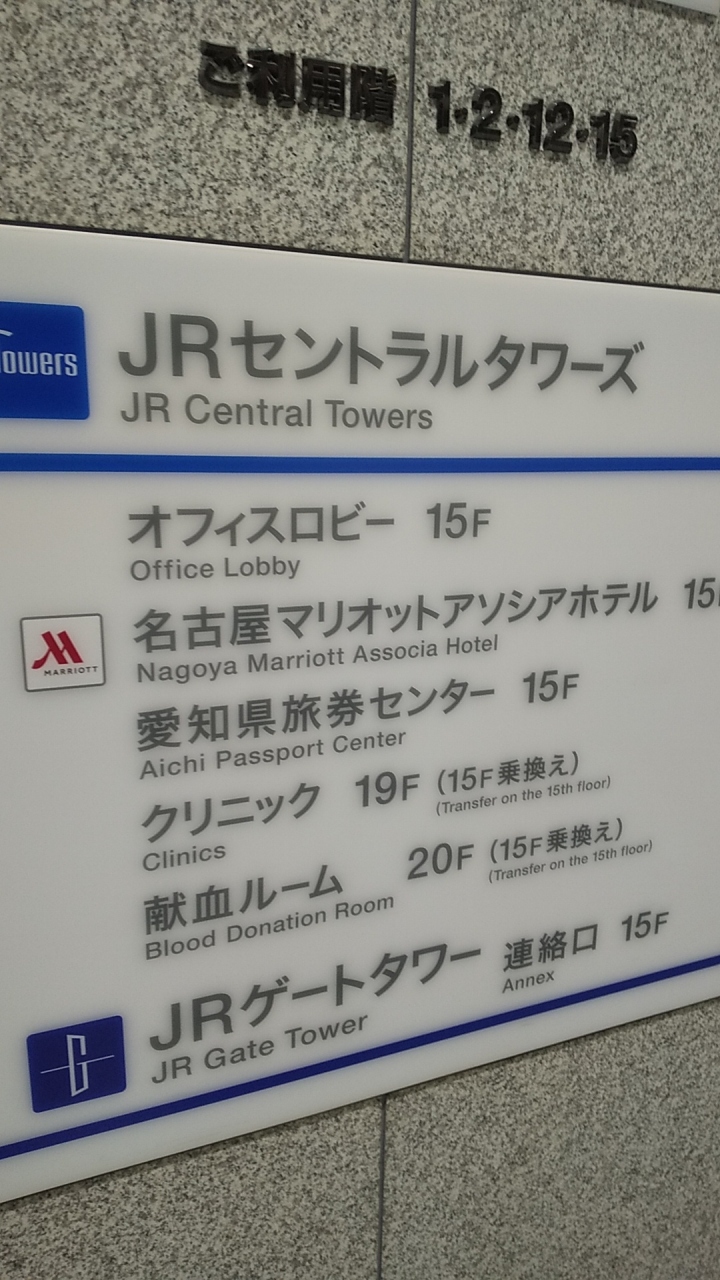 ご利用階 1・2・12・15
Towers
JRセントラルタワーズ
JR Central Towers
オフィスロビー 15F
Office Lobby
名古屋マリオットアソシアホテル 15F
MARRIOTT
Nagoya Marriott Associa Hotel
愛知県旅券センター 15F
Aichi Passport Center
クリニック 19F (15F乗換え)
Clinics (Transfer on the 15th floor)
献血ルーム 20F (15F乗換え)
Blood Donation Room (Transfer on the 15th floor)
JRゲートタワー 連絡口 15F
JR Gate Tower Annex